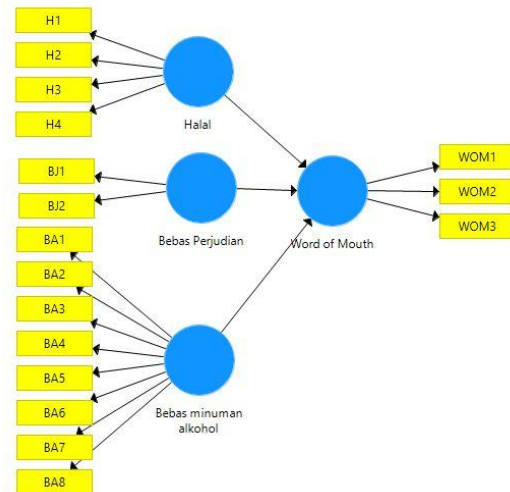 H1
H2
H3
H4
Halal
BJ1
BJ2
Bebas Perjudian
BA1
BA2
BA3
BA4
BA5
BA6
BA7
BA8
Bebas minuman
alkohol
Word of Mouth
WOM1
WOM2
WOM3